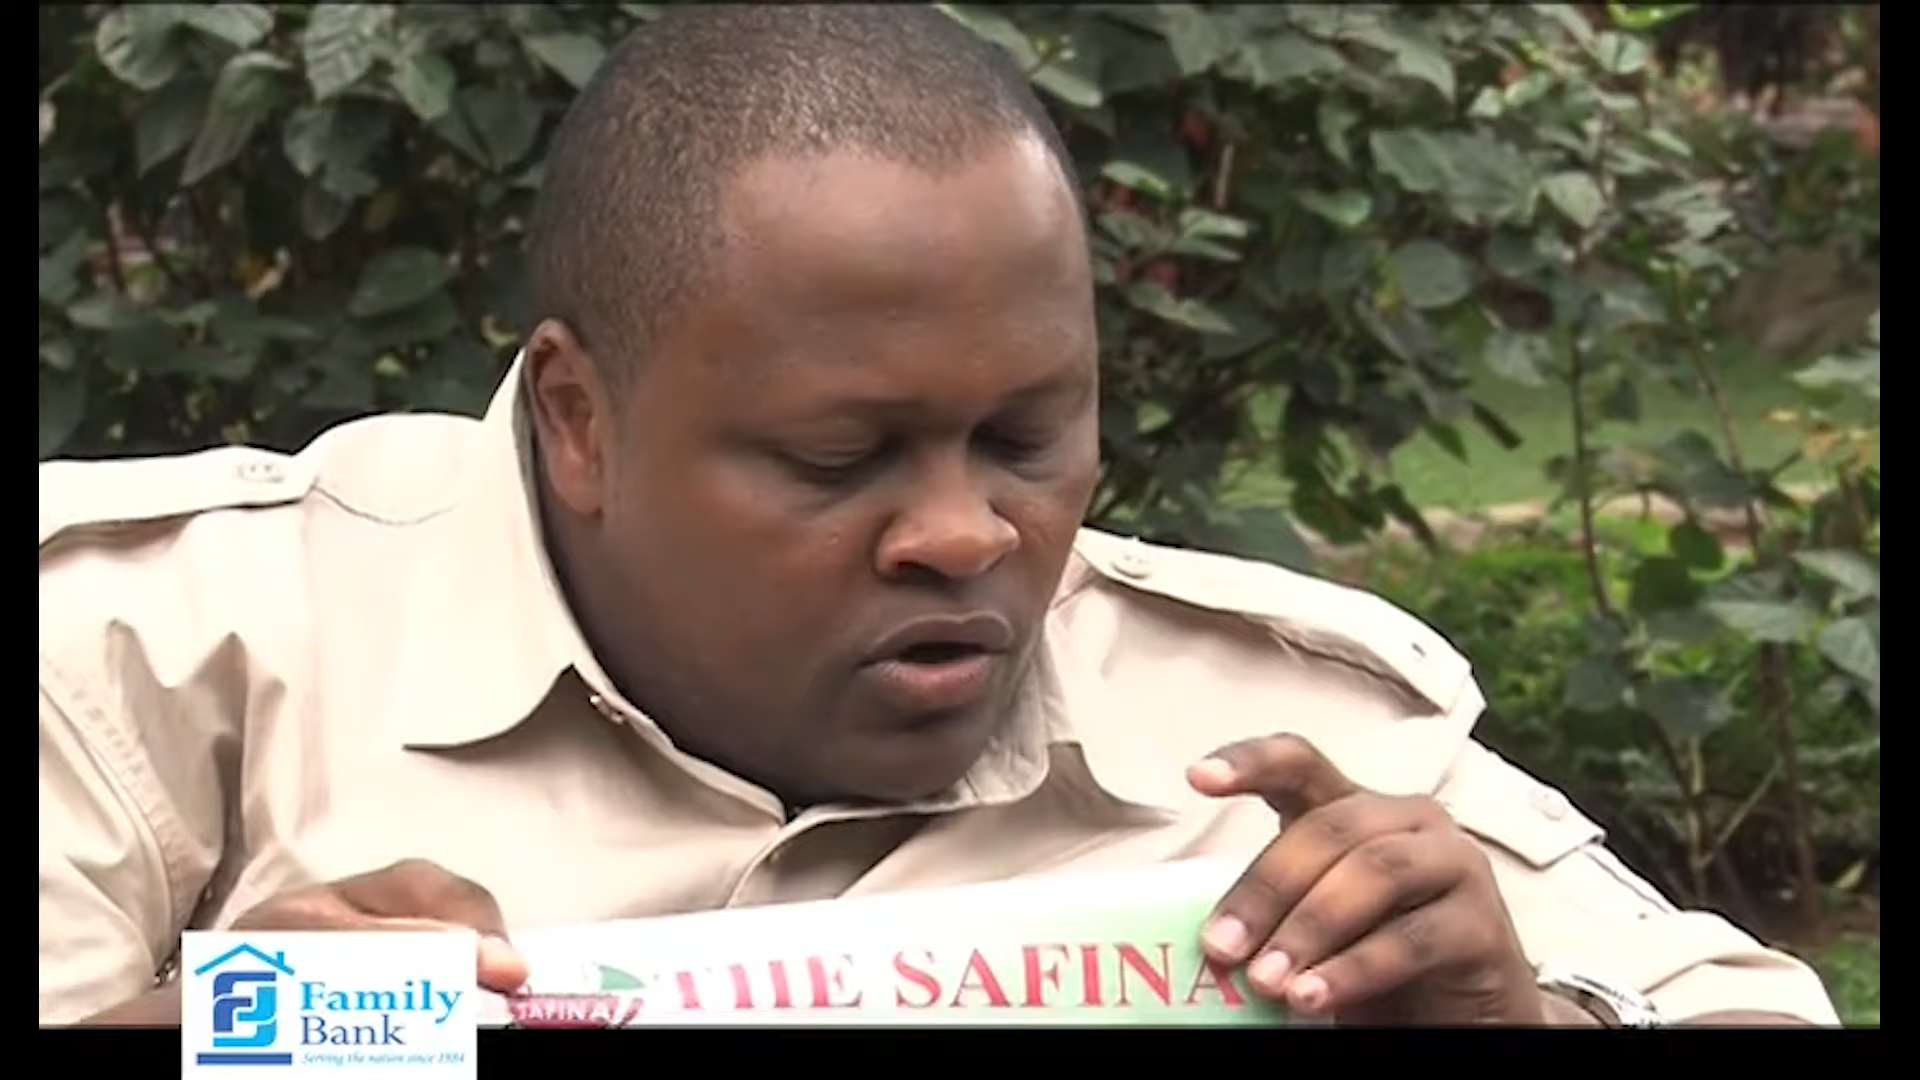 THE SAFINA
SAFINA
Family
Bank
Serving the nation since 1984